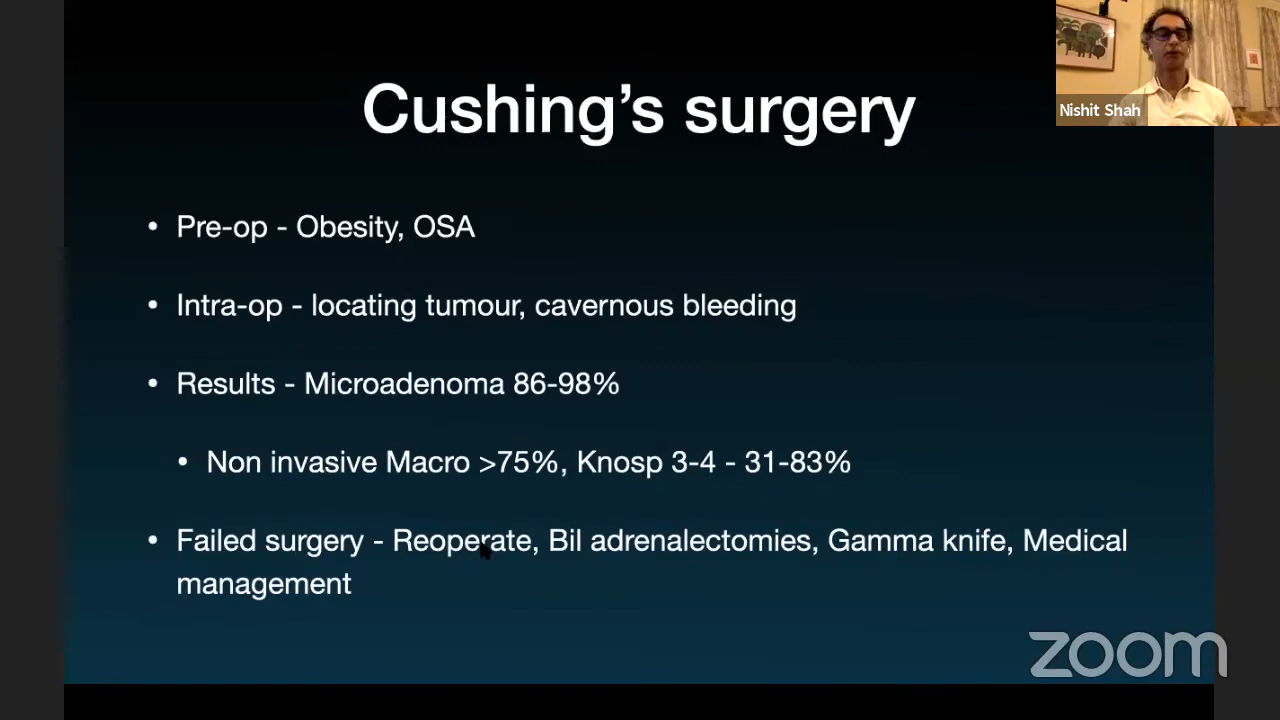 Cushing's surgery
Nishit Shah
• Pre-op - Obesity, OSA
• Intra-op - locating tumour, cavernous bleeding
• Results - Microadenoma 86-98%
• Non invasive Macro >75%, Knosp 3-4 - 31-83%
• Failed surgery - Reoperate, Bil adrenalectomies, Gamma knife, Medical
management
zoom